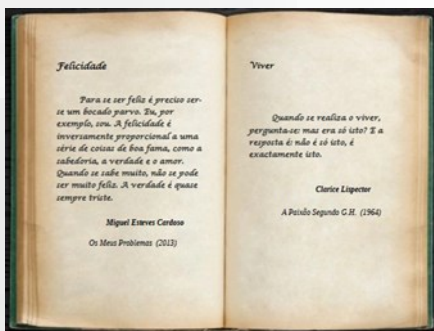 Felicidade
Para se ser feliz é preciso ser-
se um bocado parvo. Eu, por
exemplo, sou. A felicidade é
inversamente proporcional a uma
série de coisas de boa fama, como a
sabedoria, a verdade e o amor.
Quando se sabe muito, não se pode
ser muito feliz. A verdade é quase
sempre triste.
Miguel Esteves Cardoso
Os Meus Problemas (2013)
Viver
Quando se realiza o viver,
pergunta-se: mas era só isto? E a
resposta é: não é só isto, é
exactamente isto.
Clarice Lispector
A Paixão Segundo G.H. (1964)